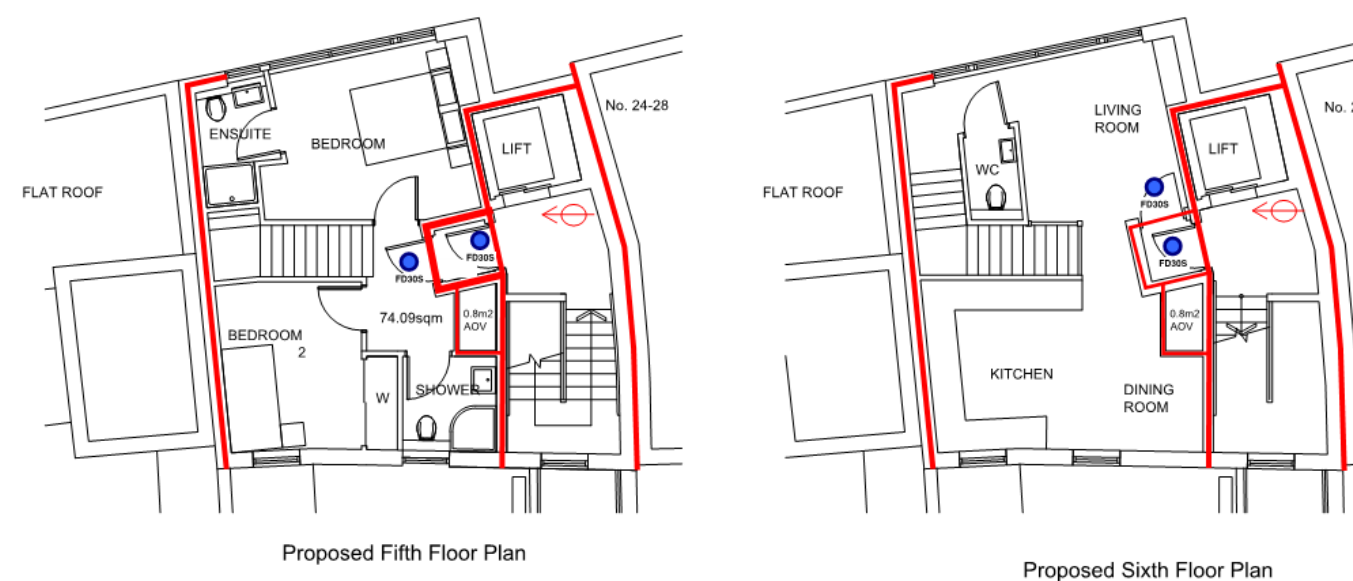 No. 24-28
ENSUITE
BEDROOM
LIFT
FLAT ROOF
FD30S
FD30S
0.8m2
AOV
74.09sqm
BEDROOM
2
W
SHOWER
Proposed Fifth Floor Plan
LIVING
ROOM
No. 2
LIFT
WC
FLAT ROOF
FD30S
FD30S
0.8m2
AOV
KITCHEN
DINING
ROOM
Proposed Sixth Floor Plan